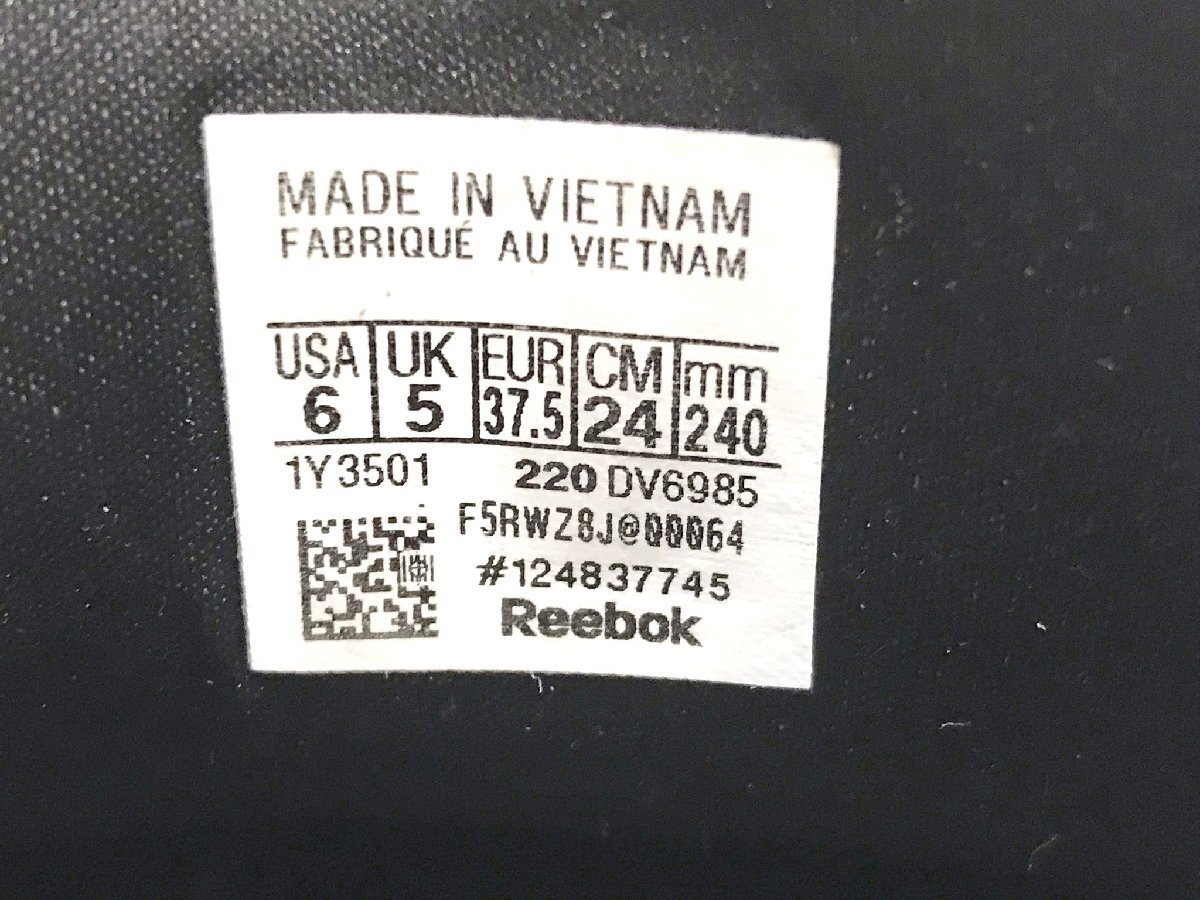 MADE IN VIETNAM
FABRIQUÉ AU VIETNAM
USA UK EUR CM mm
6 5 37.5 24 240
1Y3501 220 DV6985
F5RWZ8J@00064
#124837745
Reebok